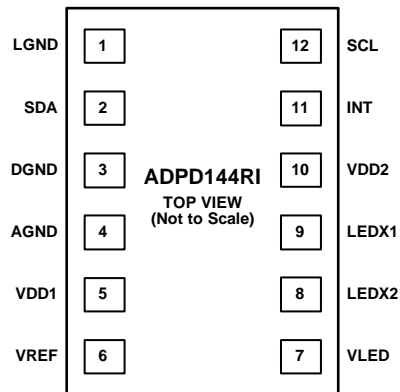 LGND 1 12 SCL
SDA 2 11 INT
DGND 3 10 VDD2
ADPD144RI
TOP VIEW
(Not to Scale)
AGND 4 9 LEDX1
VDD1 5 8 LEDX2
VREF 6 7 VLED